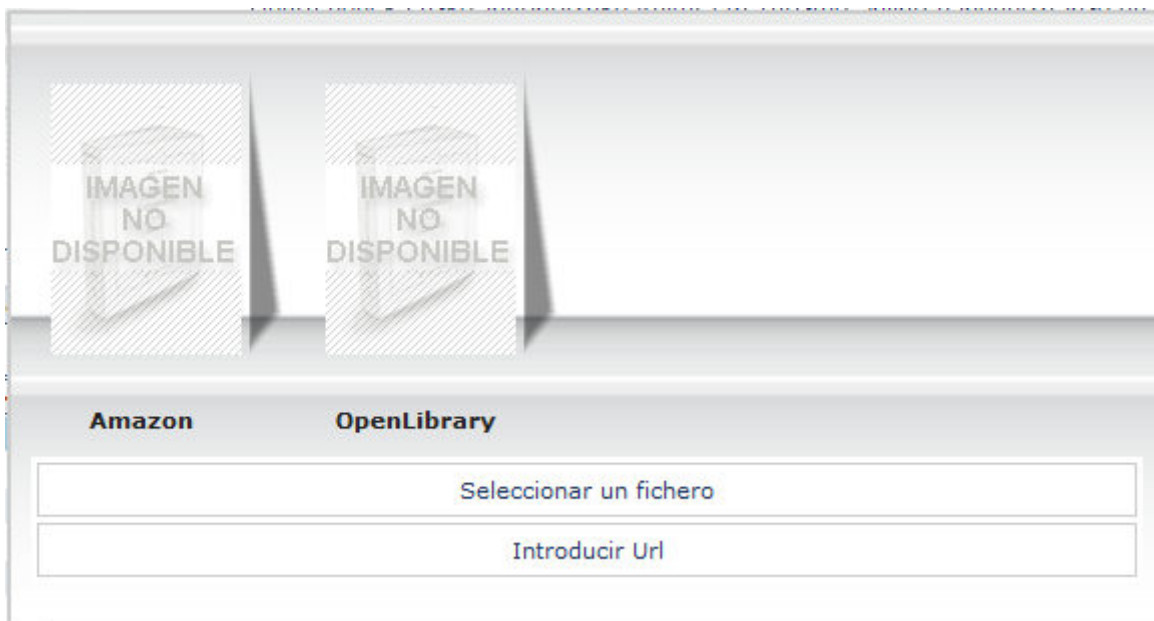 IMAGEN
NO
DISPONIBLE
IMAGEN
NO
DISPONIBLE
Amazon
OpenLibrary
Seleccionar un fichero
Introducir Url